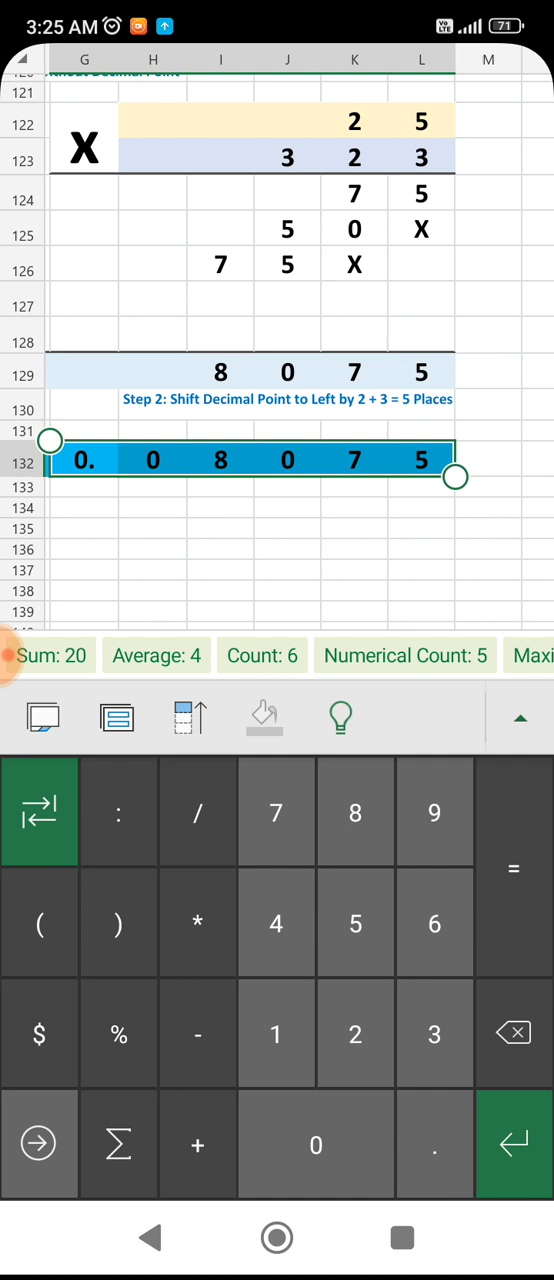 3:25 AM Vo LTE 71
G H I J K L M
121
122 2 5
X
123 3 2 3
124 7 5
125 5 0 X
126 7 5 X
127
128
129 8 0 7 5
130 Step 2: Shift Decimal Point to Left by 2 + 3 = 5 Places
131
132 0. 0 8 0 7 5
133
134
135
136
137
138
139
Sum: 20 Average: 4 Count: 6 Numerical Count: 5 Maxi
: / 7 8 9
=
( ) * 4 5 6
$ % - 1 2 3
Σ + 0 .